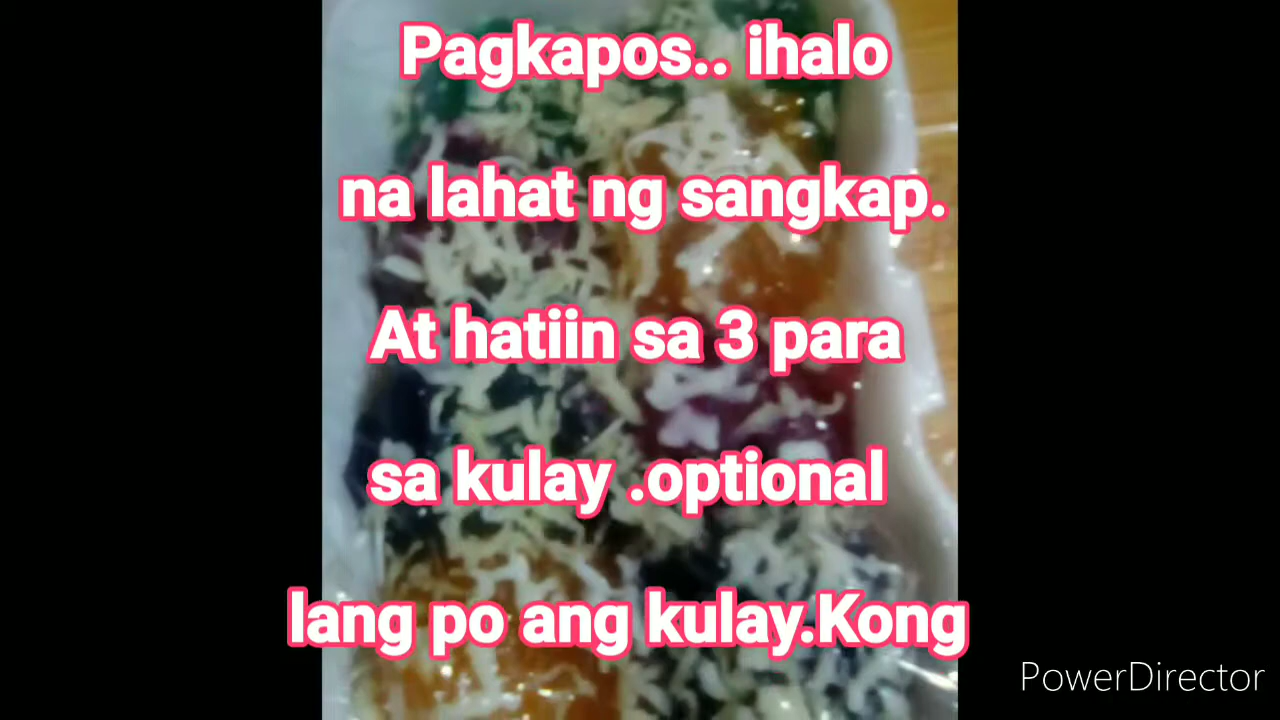 Pagkapos.. ihalo
na lahat ng sangkap.
At hatiin sa 3 para
sa kulay .optional
lang po ang kulay.Kong
PowerDirector